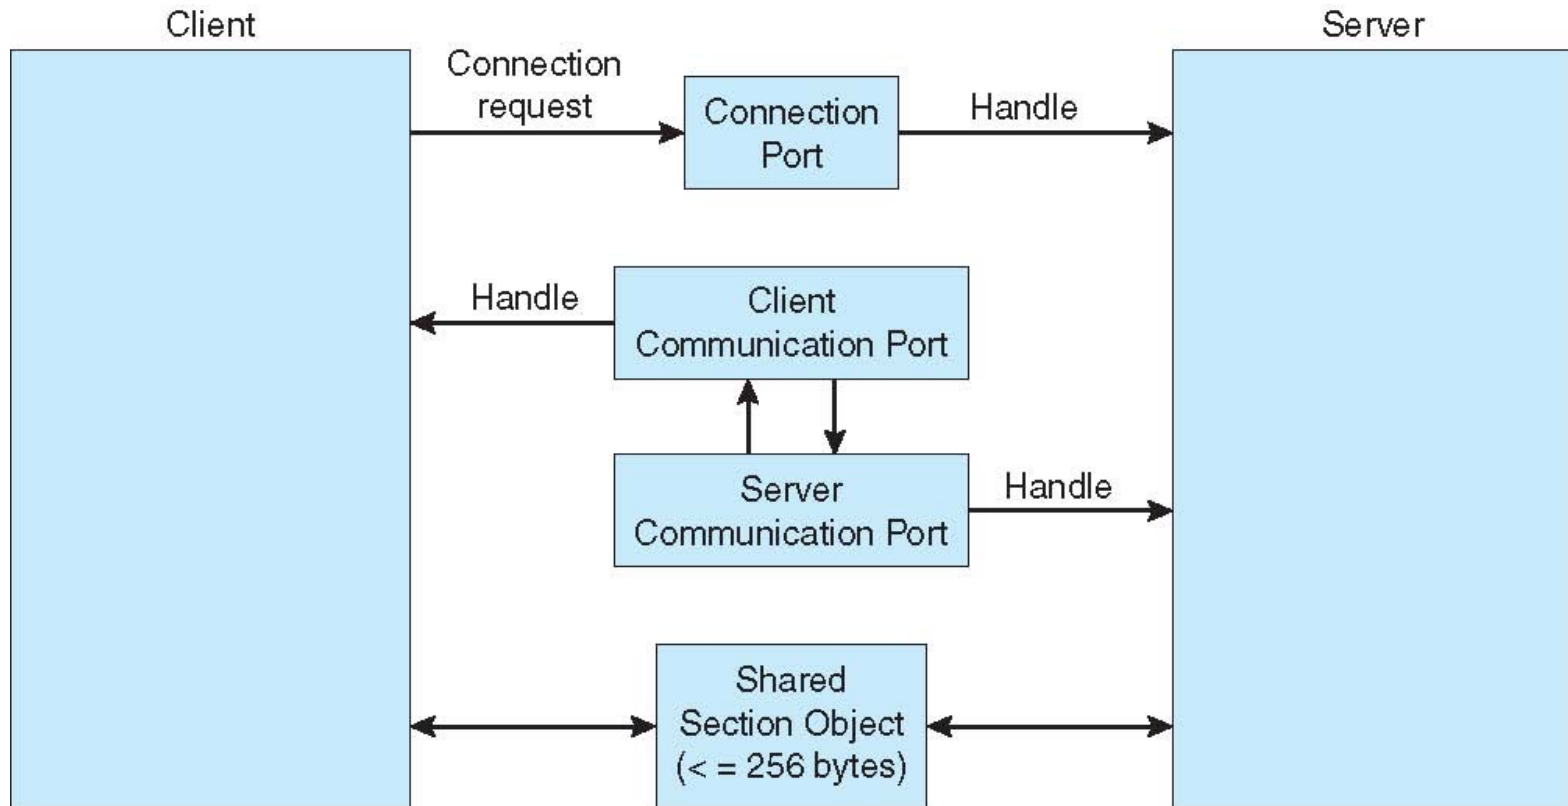 Client
Server
Connection
request
Connection
Port
Handle
Handle
Client
Communication Port
Server
Communication Port
Handle
Shared
Section Object
(< = 256 bytes)